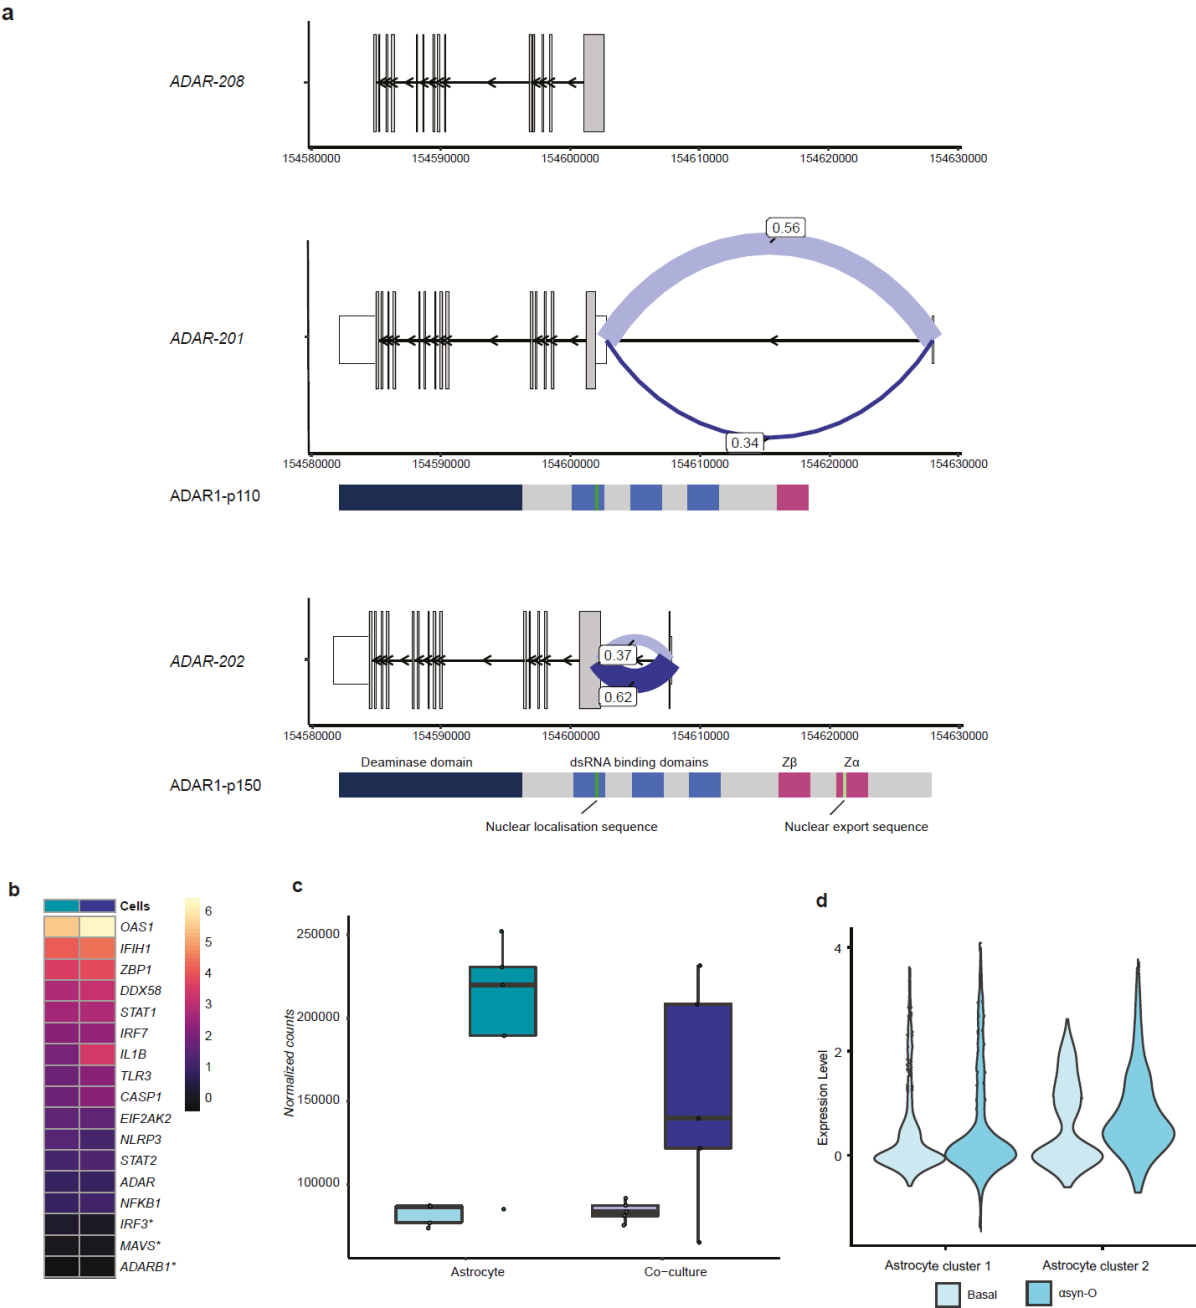 a
ADAR-208
154580000 154590000 154600000 154610000 154620000 154630000
0.56
ADAR-201
0.34
154580000 154590000 154600000 154610000 154620000 154630000
ADAR1-p110
ADAR-202
0.37
0.62
154580000 154590000 154600000 154610000 154620000 154630000
Deaminase domain dsRNA binding domains Zβ Zα
ADAR1-p150
Nuclear localisation sequence Nuclear export sequence
b
Cells
OAS1
IFIH1
ZBP1
DDX58
STAT1
IRF7
IL1B
TLR3
CASP1
EIF2AK2
NLRP3
STAT2
ADAR
NFKB1
IRF3*
MAVS*
ADARB1*
6
5
4
3
2
1
0
c
Normalized counts
250000
200000
150000
100000
Astrocyte Co−culture
d
Expression Level
4
2
0
Astrocyte cluster 1 Astrocyte cluster 2
Basal αsyn-O